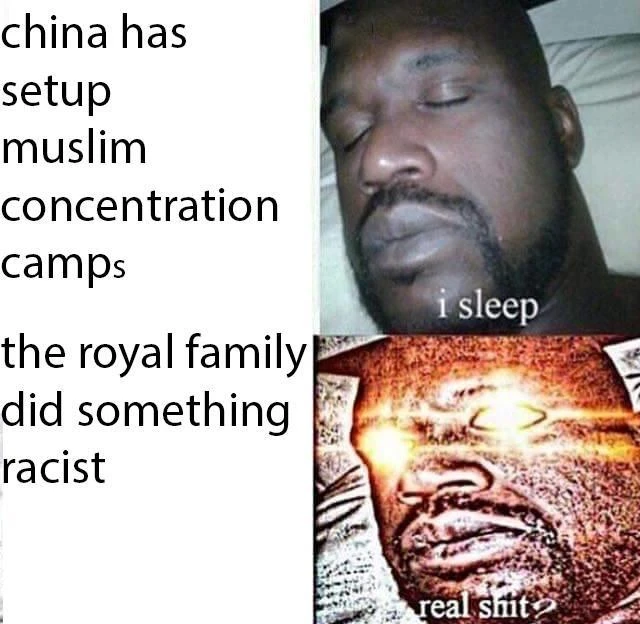 china has
setup
muslim
concentration
camps
i sleep
the royal family
did something
racist
real shit?